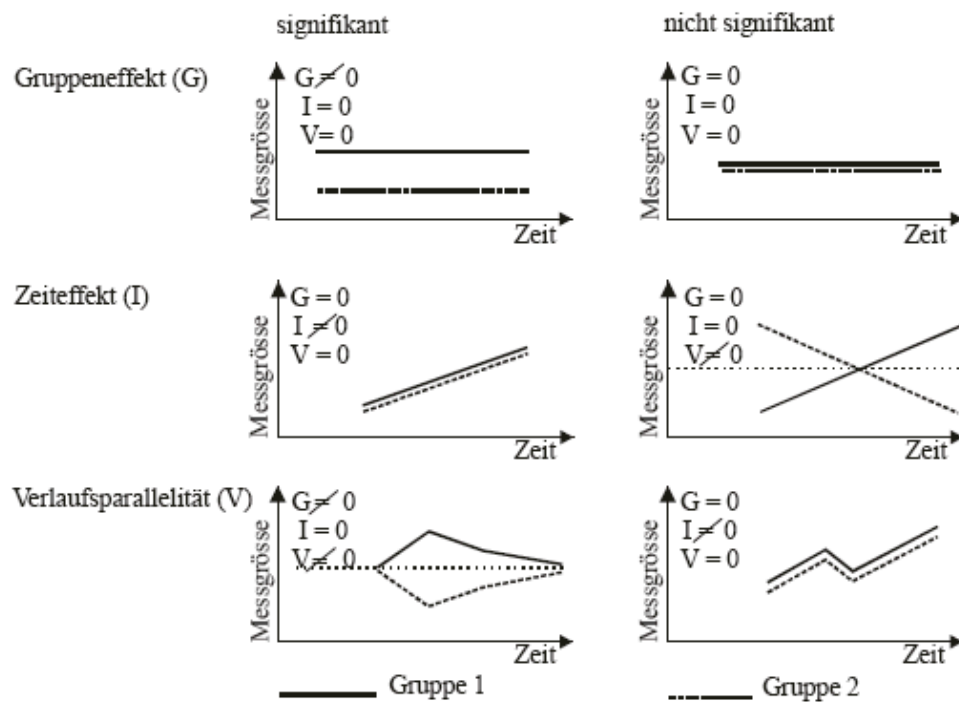 signifikant
nicht signifikant
Gruppeneffekt (G)
G ≠ 0
I = 0
V= 0
Messgrösse
Zeit
G = 0
I = 0
V = 0
Messgrösse
Zeit
Zeiteffekt (I)
G = 0
I ≠ 0
V = 0
Messgrösse
Zeit
G = 0
I = 0
V ≠ 0
Messgrösse
Zeit
Verlaufsparallelität (V)
G ≠ 0
I = 0
V ≠ 0
Messgrösse
Zeit
G = 0
I ≠ 0
V = 0
Messgrösse
Zeit
Gruppe 1
Gruppe 2